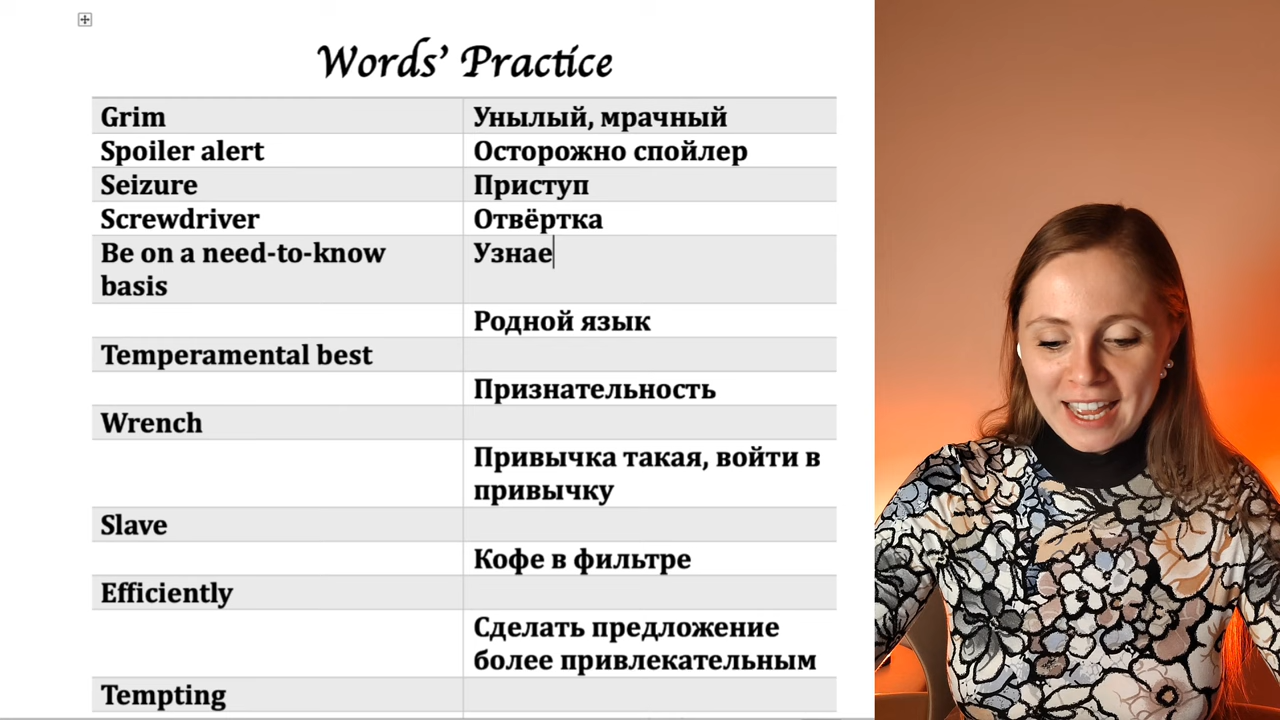 Words’ Practice
Grim
Унылый, мрачный
Spoiler alert
Осторожно спойлер
Seizure
Приступ
Screwdriver
Отвёртка
Be on a need-to-know
basis
Узнае
Родной язык
Temperamental best
Признательность
Wrench
Привычка такая, войти в
привычку
Slave
Кофе в фильтре
Efficiently
Сделать предложение
более привлекательным
Tempting